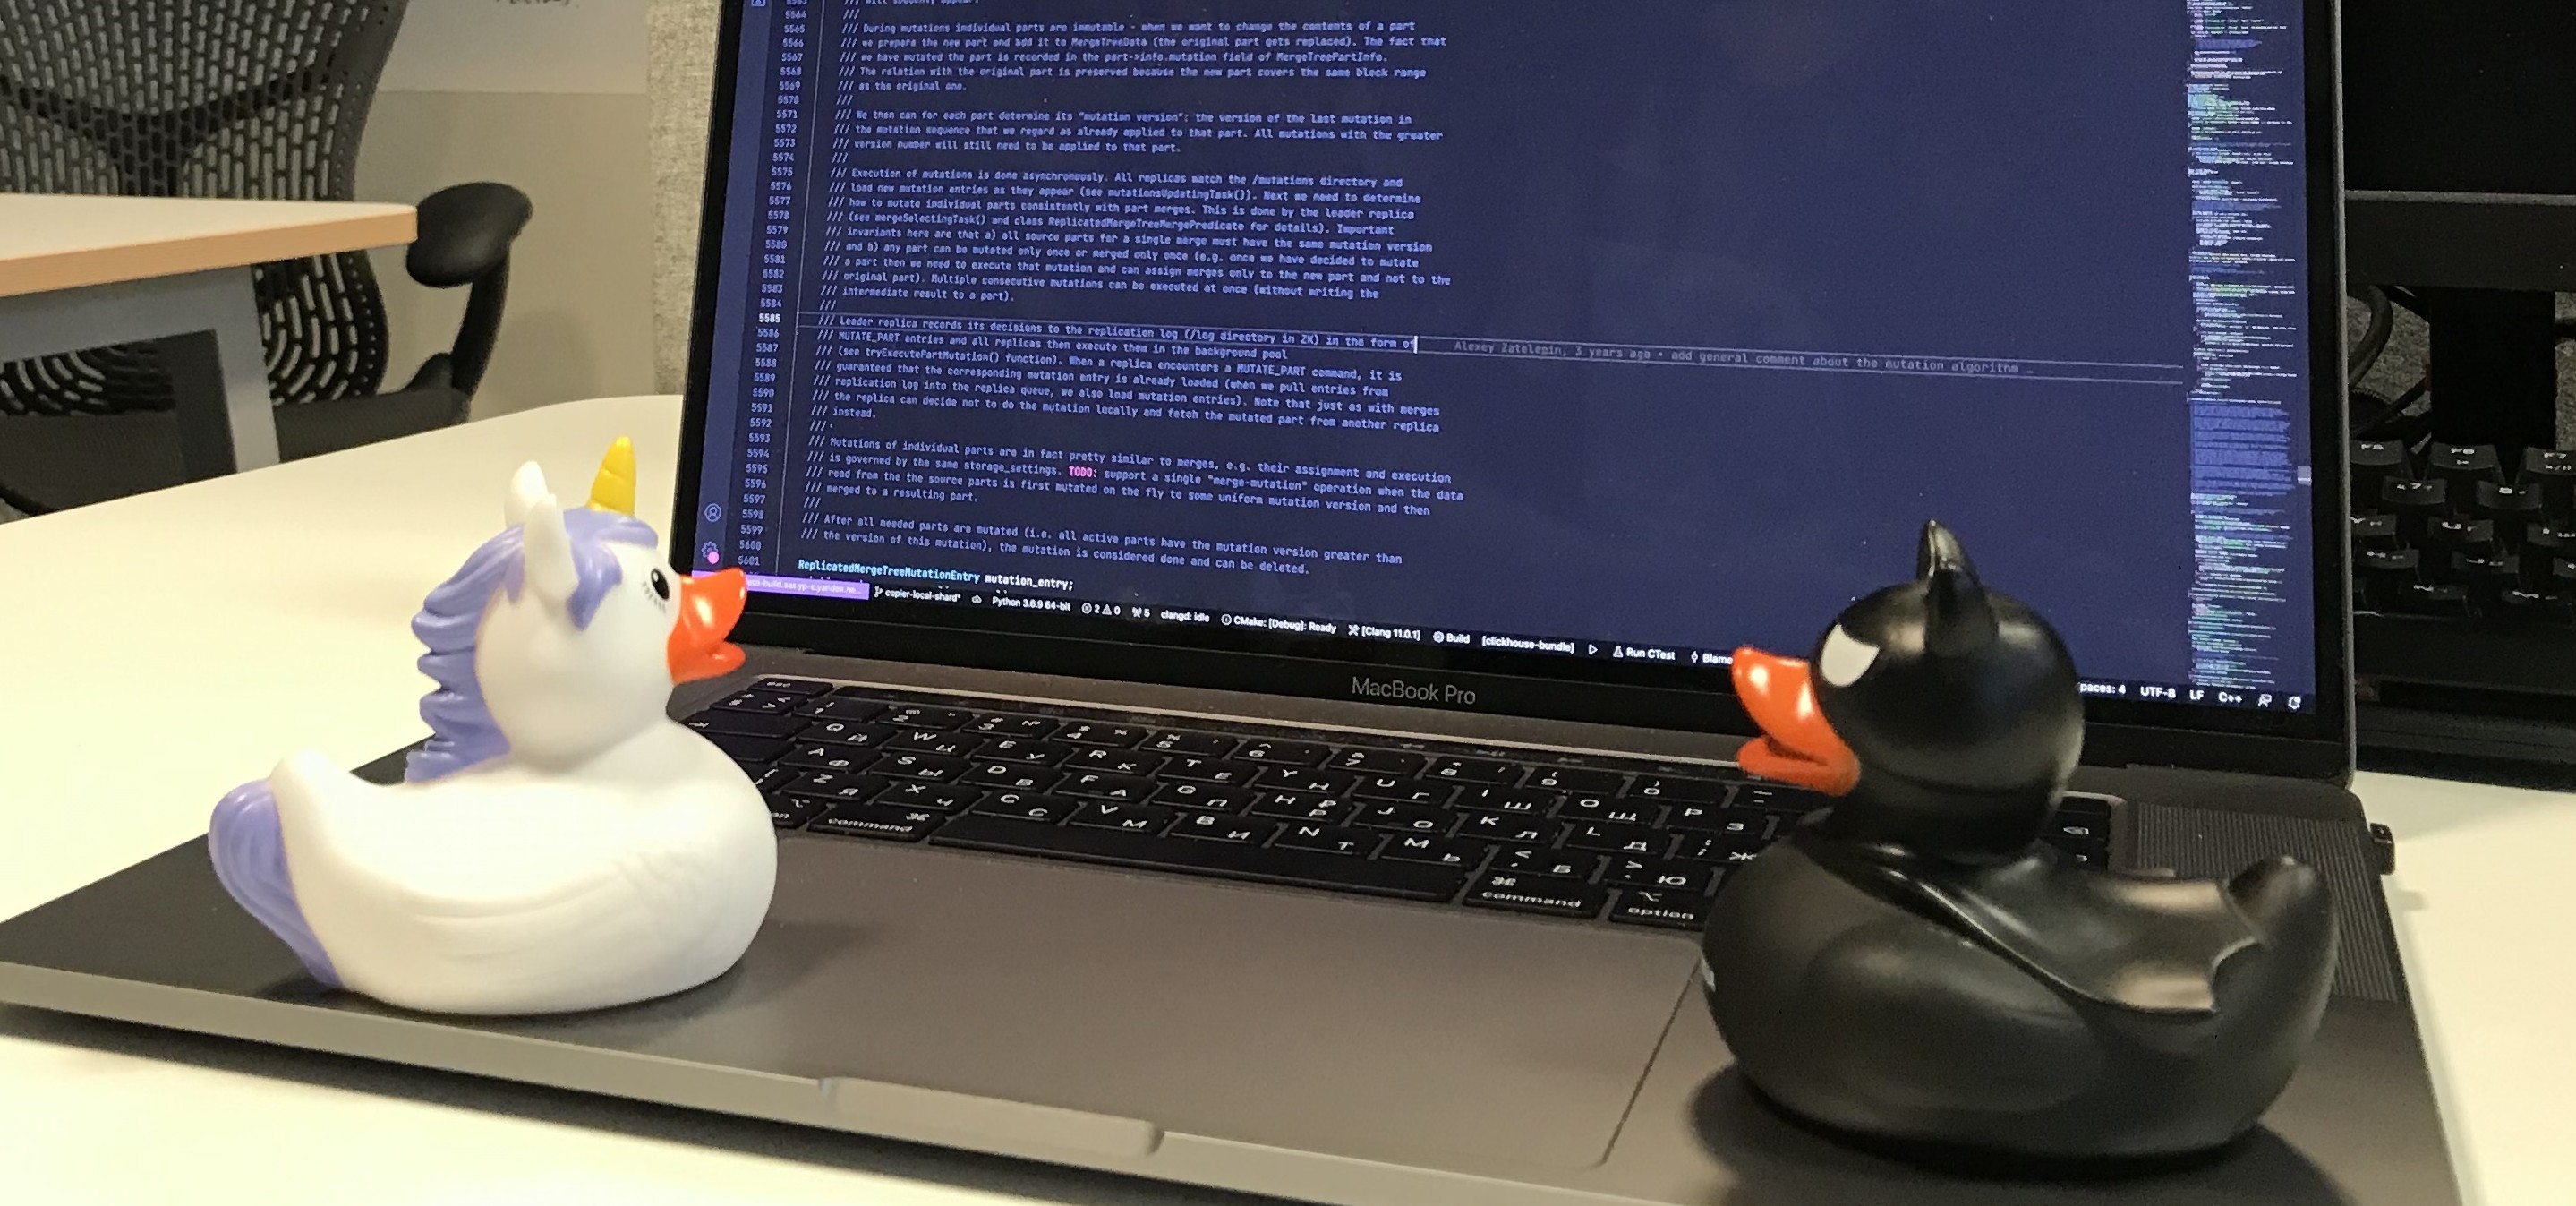 5563 /// will suddenly appear.
5564 ///
5565 /// During mutations individual parts are immutable - when we want to change the contents of a part
5566 /// we prepare the new part and add it to MergeTreeData (the original part gets replaced). The fact that
5567 /// we have mutated the part is recorded in the part->info.mutation field of MergeTreePartInfo.
5568 /// The relation with the original part is preserved because the new part covers the same block range
5569 /// as the original one.
5570 ///
5571 /// We then can for each part determine its "mutation version": the version of the last mutation in
5572 /// the mutation sequence that we regard as already applied to that part. All mutations with the greater
5573 /// version number will still need to be applied to that part.
5574 ///
5575 /// Execution of mutations is done asynchronously. All replicas watch the /mutations directory and
5576 /// load new mutation entries as they appear (see mutationsUpdatingTask()). Next we need to determine
5577 /// how to mutate individual parts consistently with part merges. This is done by the leader replica
5578 /// (see mergeSelectingTask() and class ReplicatedMergeTreeMergePredicate for details). Important
5579 /// invariants here are that a) all source parts for a single merge must have the same mutation version
5580 /// and b) any part can be mutated only once or merged only once (e.g. once we have decided to mutate
5581 /// a part then we need to execute that mutation and can assign merges only to the new part and not to the
5582 /// original part). Multiple consecutive mutations can be executed at once (without writing the
5583 /// intermediate result to a part).
5584 ///
5585 /// Leader replica records its decisions to the replication log (/log directory in ZK) in the form of Alexey Zatelepin, 3 years ago • add general comment about the mutation algorithm …
5586 /// MUTATE_PART entries and all replicas then execute them in the background pool
5587 /// (see tryExecutePartMutation() function). When a replica encounters a MUTATE_PART command, it is
5588 /// guaranteed that the corresponding mutation entry is already loaded (when we pull entries from
5589 /// replication log into the replica queue, we also load mutation entries). Note that just as with merges
5590 /// the replica can decide not to do the mutation locally and fetch the mutated part from another replica
5591 /// instead.
5592 ///
5593 /// Mutations of individual parts are in fact pretty similar to merges, e.g. their assignment and execution
5594 /// is governed by the same storage_settings. TODO: support a single "merge-mutation" operation when the data
5595 /// read from the the source parts is first mutated on the fly to some uniform mutation version and then
5596 /// merged to a resulting part.
5597 ///
5598 /// After all needed parts are mutated (i.e. all active parts have the mutation version greater than
5599 /// the version of this mutation), the mutation is considered done and can be deleted.
5600
5601 ReplicatedMergeTreeMutationEntry mutation_entry;
copier-local-shard* Python 3.6.9 64-bit 2 0 5 clangd: idle CMake: [Debug]: Ready [Clang 11.0.1] Build [clickhouse-bundle] Run CTest Blame paces: 4 UTF-8 LF C++
MacBook Pro
esc
1 2 3 4 5 6 7 8 9 0
Q Й W Ц E У R К T Е Y Н U Г I Ш O Щ P З
A Ф S Ы D В F А G П H Р J О K Л L Д ; Ж
Z Я X Ч C С V М B И N Т M Ь < Б > Ю
command command option
F5 F6 F7